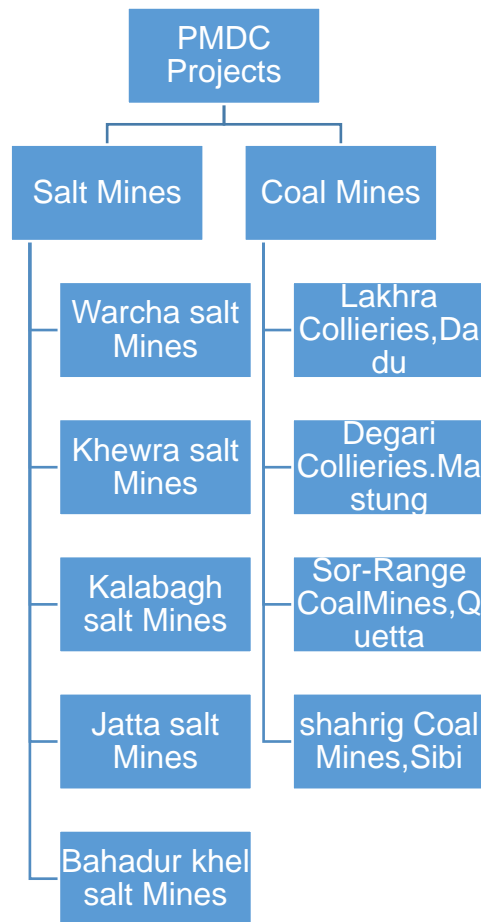 PMDC
Projects
Salt Mines
Warcha salt
Mines
Khewra salt
Mines
Kalabagh
salt Mines
Jatta salt
Mines
Bahadur khel
salt Mines
Coal Mines
Lakhra
Collieries,Da
du
Degari
Collieries.Ma
stung
Sor-Range
CoalMines,Q
uetta
shahrig Coal
Mines,Sibi